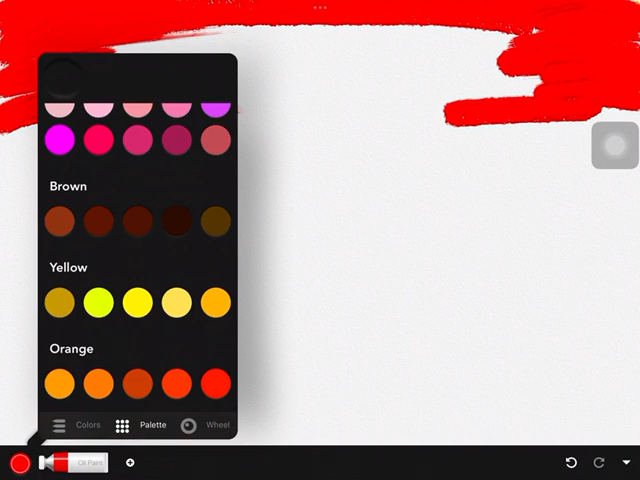 Brown
Yellow
Orange
Colors Palette Wheel
Oil Paint